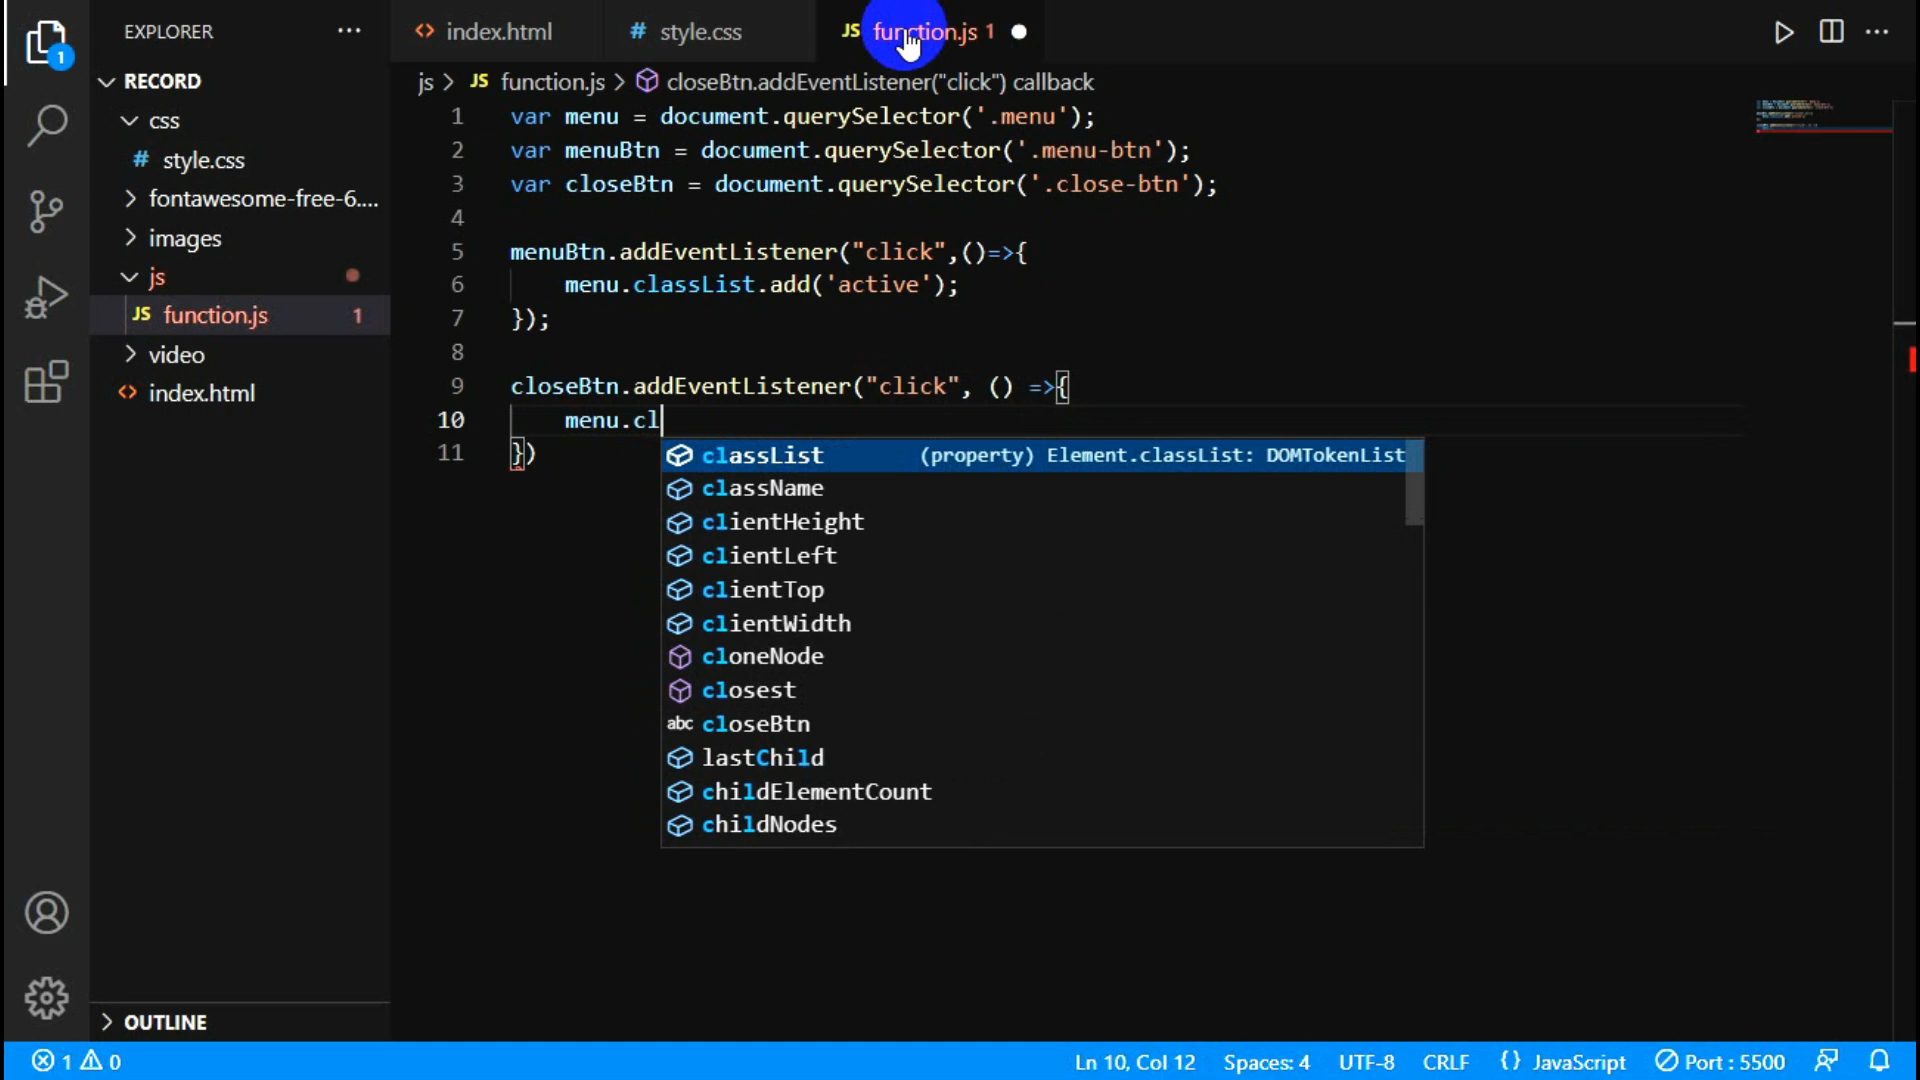 EXPLORER ...
RECORD
css
# style.css
fontawesome-free-6....
images
js
JS function.js 1
video
<> index.html
OUTLINE
<> index.html # style.css JS function.js 1
js > JS function.js > closeBtn.addEventListener("click") callback
1 var menu = document.querySelector('.menu');
2 var menuBtn = document.querySelector('.menu-btn');
3 var closeBtn = document.querySelector('.close-btn');
4
5 menuBtn.addEventListener("click",()=>{
6 menu.classList.add('active');
7 });
8
9 closeBtn.addEventListener("click", () =>{
10 menu.cl
11 })
classList (property) Element.classList: DOMTokenList
className
clientHeight
clientLeft
clientTop
clientWidth
cloneNode
closest
abc closeBtn
lastChild
childElementCount
childNodes
1
1 0 Ln 10, Col 12 Spaces: 4 UTF-8 CRLF {} JavaScript Port : 5500